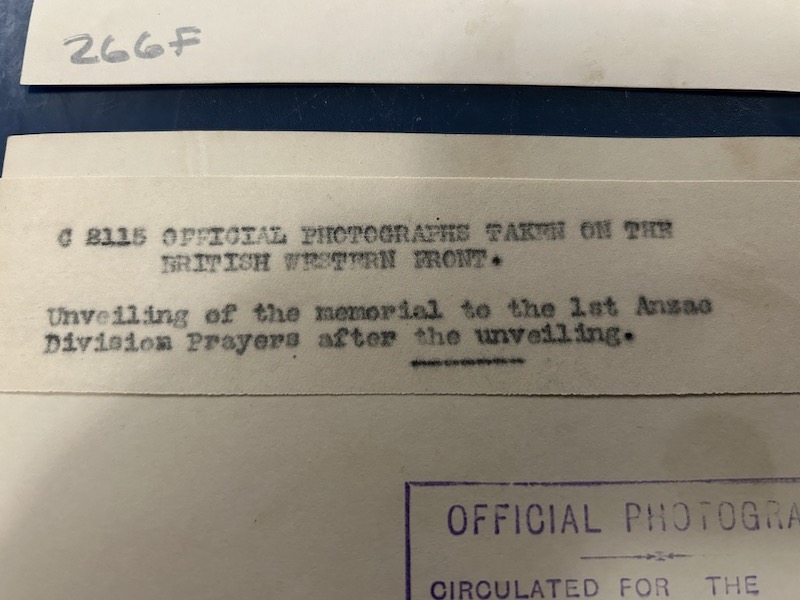 266F
C 2115 OFFICIAL PHOTOGRAPHS TAKEN ON THE
BRITISH WESTERN FRONT.
Unveiling of the memorial to the 1st Anzac
Division Prayers after the unveiling.
OFFICIAL PHOTOGRA
CIRCULATED FOR THE